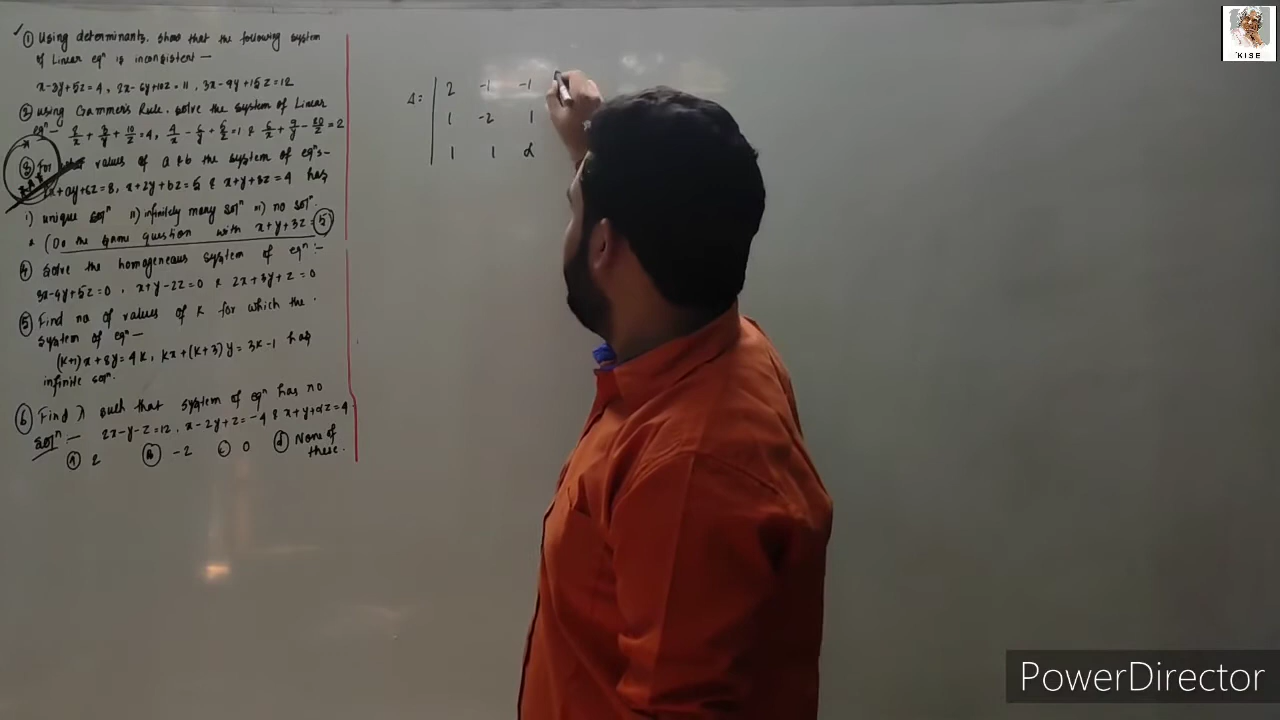 ① Using determinants, show that the following system
of Linear eqⁿ is inconsistent —
x-3y+5z=4, 2x-6y+10z=11, 3x-9y+15z=12
② Using Crammer's Rule, solve the system of Linear
eqⁿ - 2/x + 3/y + 10/z = 4, 4/x - 6/y + 5/z = 1 & 6/x + 9/y - 20/z = 2
③ For values of a & b the system of eqⁿs-
x+ay+6z=8, x+2y+bz=5 & x+y+3z=4 has
i) unique solⁿ ii) infinitely many solⁿ iii) no solⁿ.
* (Do the same question with x+y+3z=5)
④ Solve the homogeneous system of eqⁿ:-
3x-4y+5z=0, x+y-2z=0 & 2x+3y+z=0
⑤ Find no of values of K for which the
system of eqⁿ—
(K+1)x+8y=4K, Kx+(K+3)y=3K-1 has
infinite solⁿ.
⑥ Find λ such that system of eqⁿ has no
solⁿ:- 2x-y-z=12, x-2y+z=-4 & x+y+αz=4
ⓐ 2 ⓑ -2 ⓒ 0 ⓓ None of
these.
Δ= | 2 -1 -1
1 -2 1
1 1 α
KISE
PowerDirector